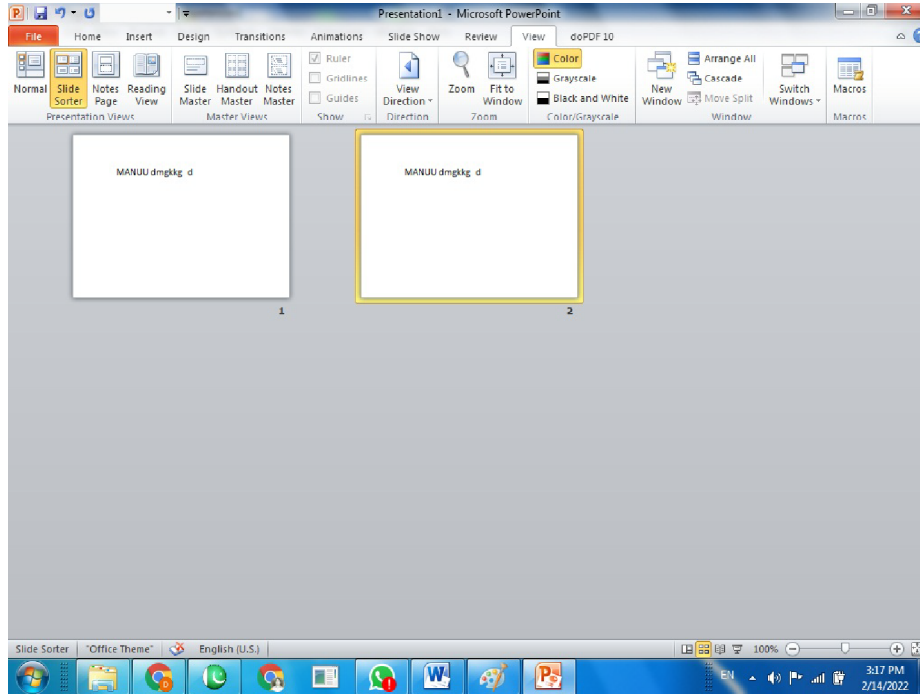 Presentation1 - Microsoft PowerPoint
File Home Insert Design Transitions Animations Slide Show Review View doPDF 10
Normal Slide Sorter Notes Page Reading View Slide Master Handout Master Notes Master Ruler Gridlines Guides View Direction Zoom Fit to Window Color Grayscale Black and White New Window Arrange All Cascade Move Split Switch Windows Macros
Presentation Views Master Views Show Direction Zoom Color/Grayscale Window Macros
MANUU dmgkkg d MANUU dmgkkg d
1 2
Slide Sorter "Office Theme" English (U.S.) 100%
EN 3:17 PM
2/14/2022